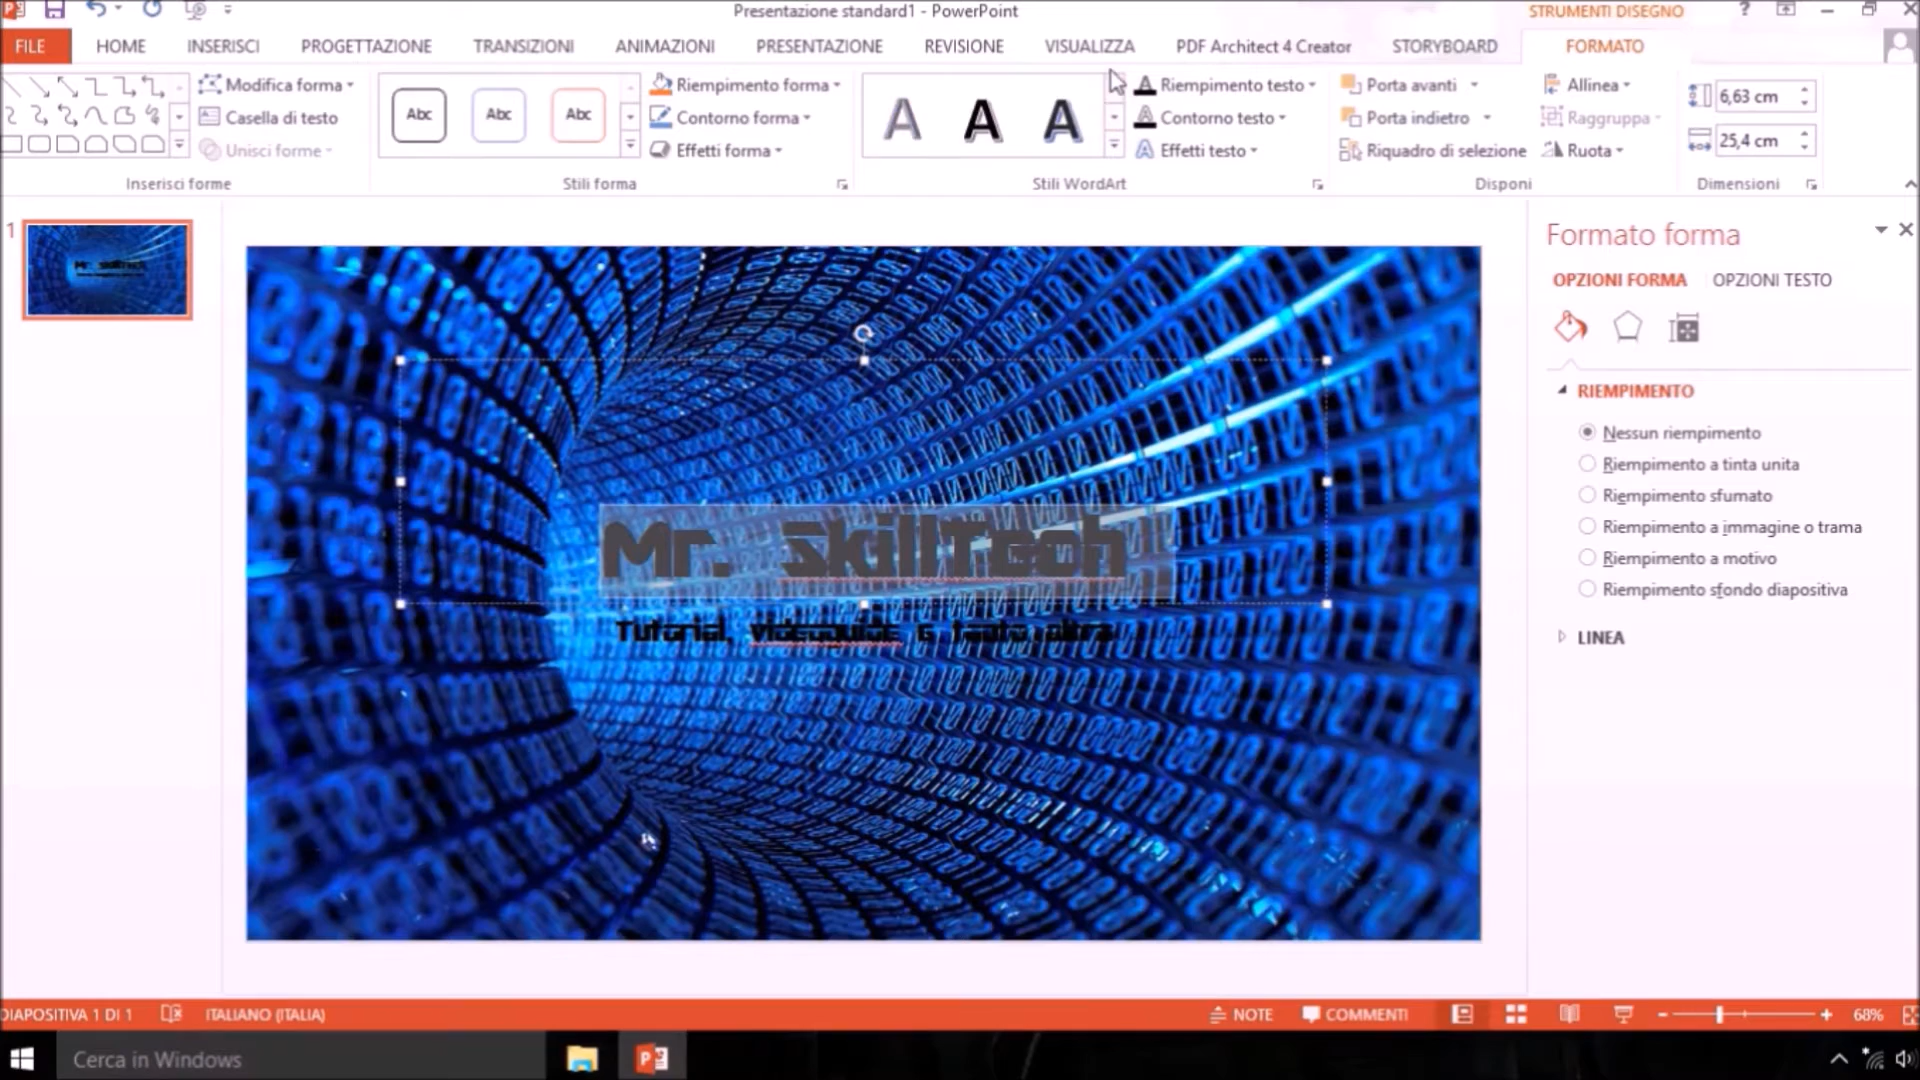 Presentazione standard1 - PowerPoint
STRUMENTI DISEGNO
?
FILE
HOME
INSERISCI
PROGETTAZIONE
TRANSIZIONI
ANIMAZIONI
PRESENTAZIONE
REVISIONE
VISUALIZZA
PDF Architect 4 Creator
STORYBOARD
FORMATO
Modifica forma
Casella di testo
Unisci forme
Inserisci forme
Abc
Abc
Abc
Riempimento forma
Contorno forma
Effetti forma
Stili forma
A
A
A
Riempimento testo
Contorno testo
Effetti testo
Stili WordArt
Porta avanti
Porta indietro
Riquadro di selezione
Allinea
Raggruppa
Ruota
Disponi
6,63 cm
25,4 cm
Dimensioni
1
Mr. SkillTech
Tutorial, videoguide e tanto altro
Formato forma
OPZIONI FORMA
OPZIONI TESTO
RIEMPIMENTO
Nessun riempimento
Riempimento a tinta unita
Riempimento sfumato
Riempimento a immagine o trama
Riempimento a motivo
Riempimento sfondo diapositiva
LINEA
DIAPOSITIVA 1 DI 1
ITALIANO (ITALIA)
NOTE
COMMENTI
68%
Cerca in Windows